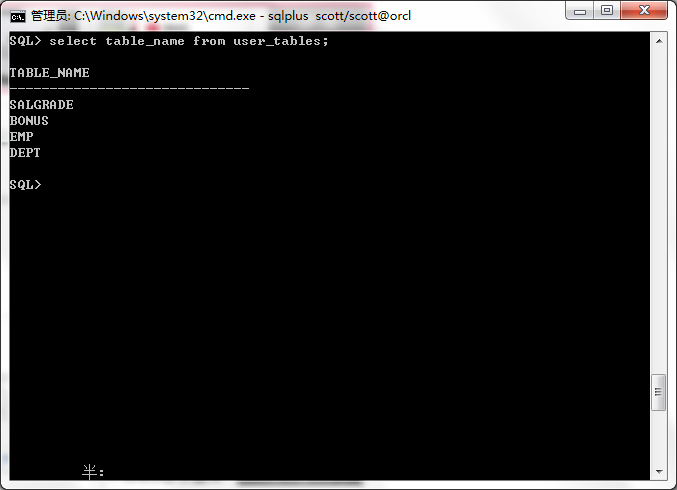 管理员: C:\Windows\system32\cmd.exe - sqlplus  scott/scott@orcl
SQL> select table_name from user_tables;
TABLE_NAME
------------------------------
SALGRADE
BONUS
EMP
DEPT
SQL>
半: